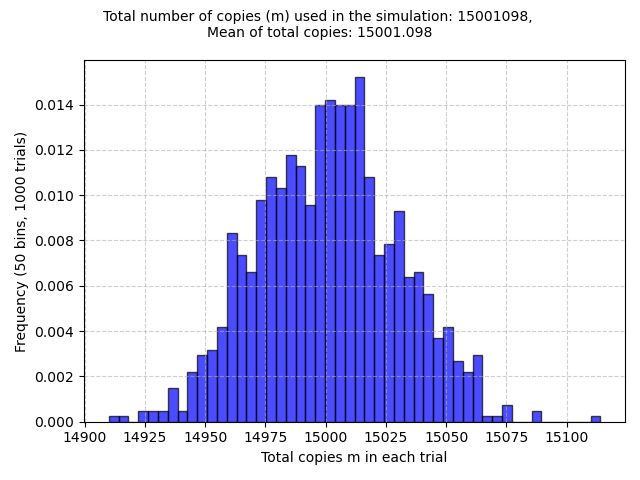 Total number of copies (m) used in the simulation: 15001098,
Mean of total copies: 15001.098
0.014
0.012
0.010
0.008
0.006
0.004
0.002
0.000
Frequency (50 bins, 1000 trials)
14900 14925 14950 14975 15000 15025 15050 15075 15100
Total copies m in each trial